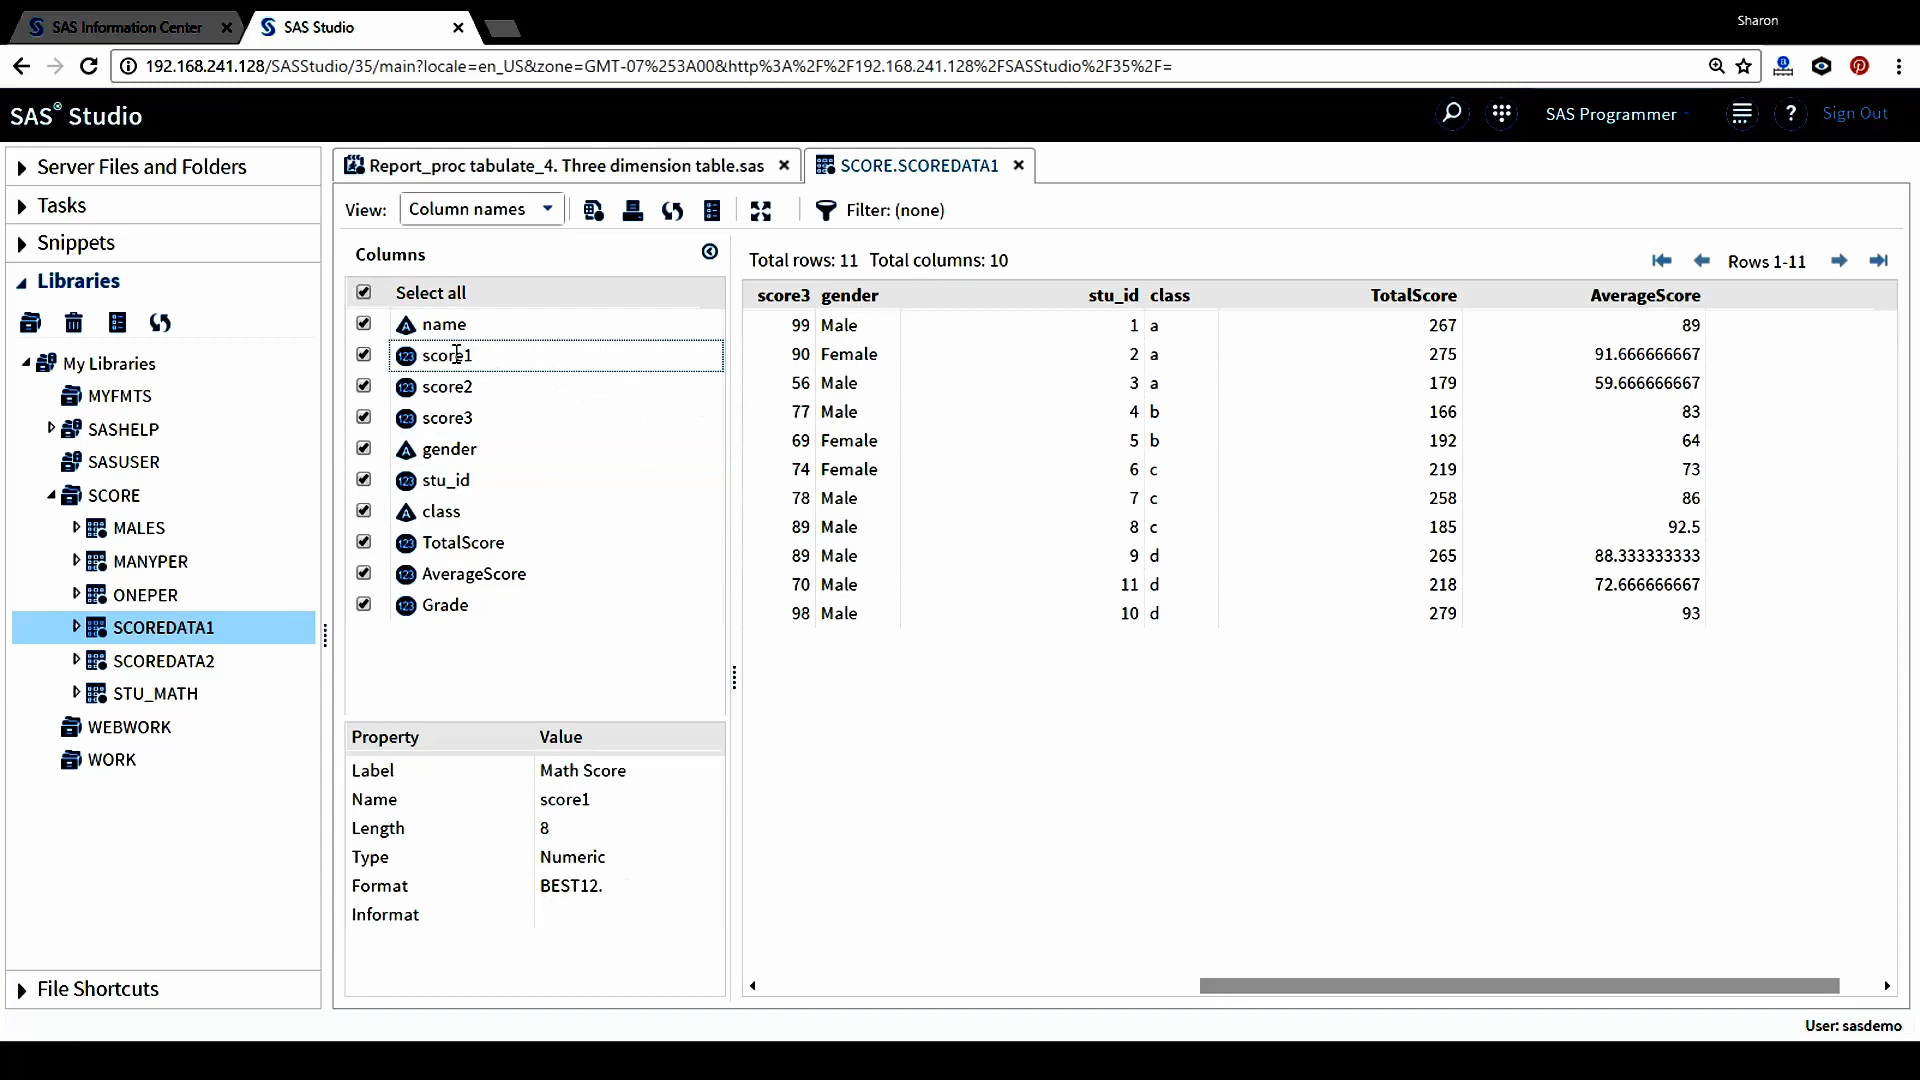 SAS Information Center
SAS Studio
Sharon
192.168.241.128/SASStudio/35/main?locale=en_US&zone=GMT-07%253A00&http%3A%2F%2F192.168.241.128%2FSASStudio%2F35%2F=
SAS® Studio
SAS Programmer
Sign Out
Server Files and Folders
Tasks
Snippets
Libraries
My Libraries
MYFMTS
SASHELP
SASUSER
SCORE
MALES
MANYPER
ONEPER
SCOREDATA1
SCOREDATA2
STU_MATH
WEBWORK
WORK
File Shortcuts
Report_proc tabulate_4. Three dimension table.sas
SCORE.SCOREDATA1
View: Column names
Filter: (none)
Columns
Select all
name
score1
score2
score3
gender
stu_id
class
TotalScore
AverageScore
Grade
Property Value
Label Math Score
Name score1
Length 8
Type Numeric
Format BEST12.
Informat
Total rows: 11 Total columns: 10
Rows 1-11
score3 gender stu_id class TotalScore AverageScore
99 Male 1 a 267 89
90 Female 2 a 275 91.666666667
56 Male 3 a 179 59.666666667
77 Male 4 b 166 83
69 Female 5 b 192 64
74 Female 6 c 219 73
78 Male 7 c 258 86
89 Male 8 c 185 92.5
89 Male 9 d 265 88.333333333
70 Male 11 d 218 72.666666667
98 Male 10 d 279 93
User: sasdemo